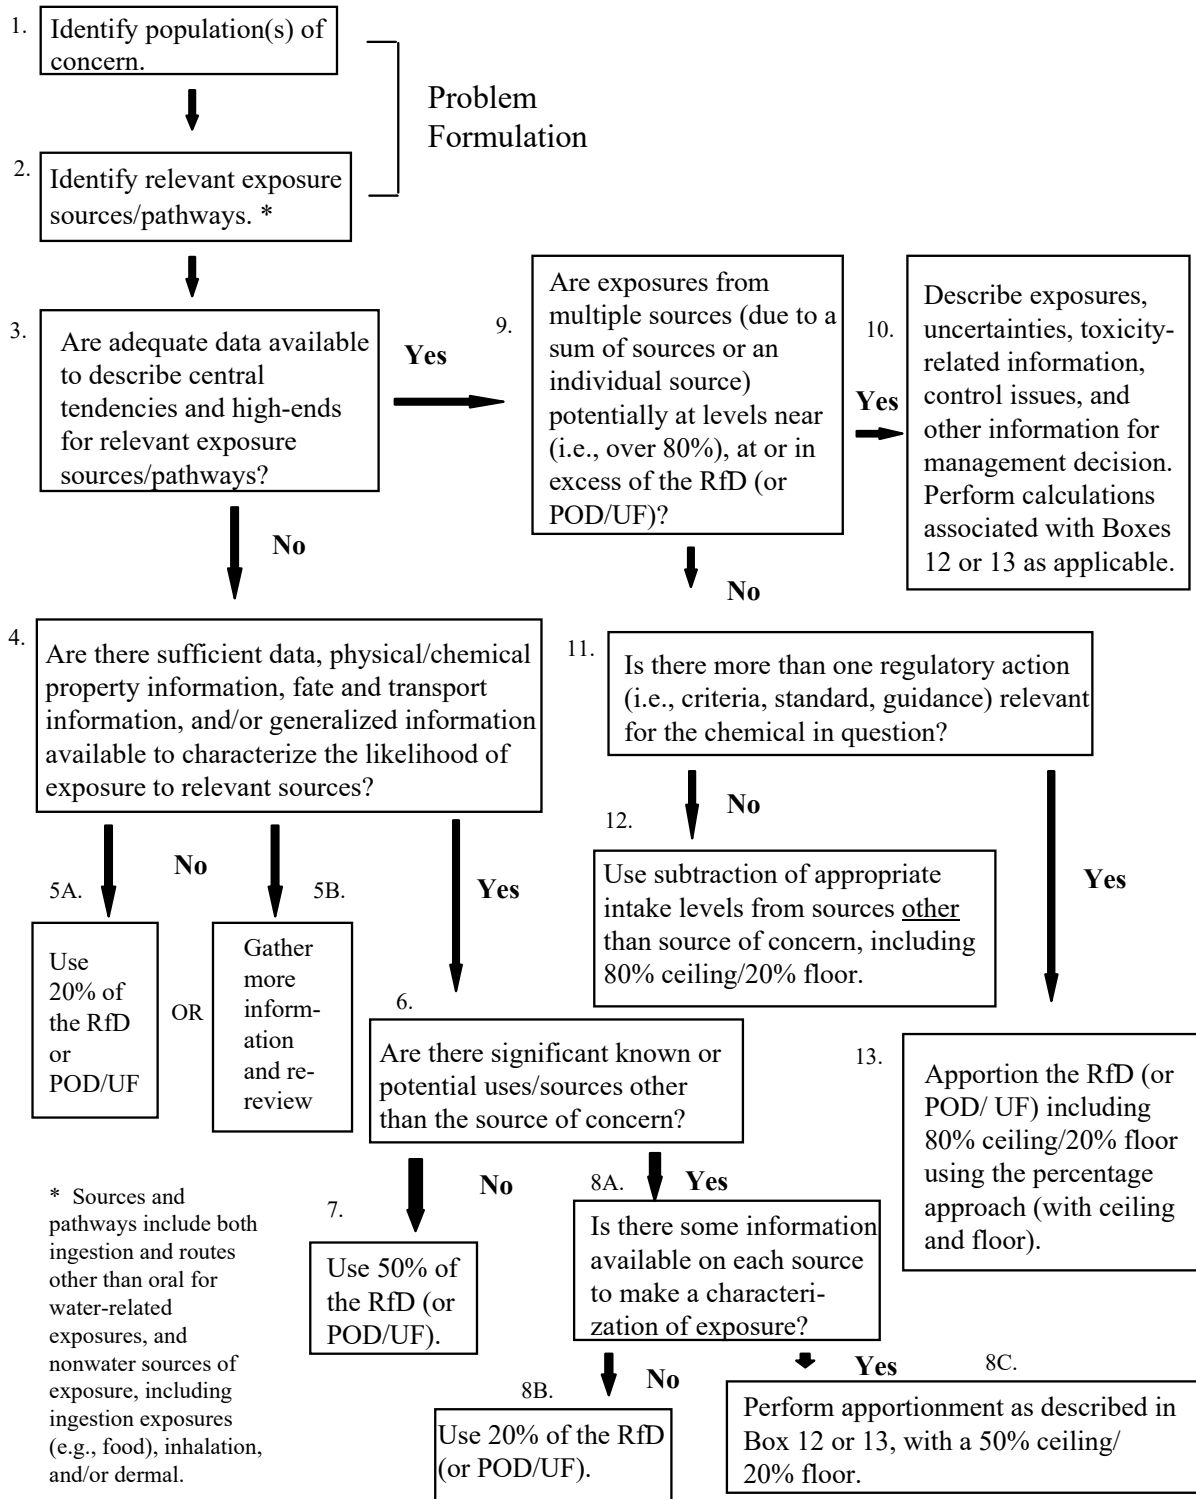 1.
Identify population(s) of
concern.
Problem
Formulation
2.
Identify relevant exposure
sources/pathways. *
3.
Are adequate data available
to describe central
tendencies and high-ends
for relevant exposure
sources/pathways?
Yes
No
9.
Are exposures from
multiple sources (due to a
sum of sources or an
individual source)
potentially at levels near
(i.e., over 80%), at or in
excess of the RfD (or
POD/UF)?
Yes
No
10.
Describe exposures,
uncertainties, toxicity-
related information,
control issues, and
other information for
management decision.
Perform calculations
associated with Boxes
12 or 13 as applicable.
4.
Are there sufficient data, physical/chemical
property information, fate and transport
information, and/or generalized information
available to characterize the likelihood of
exposure to relevant sources?
No
Yes
11.
Is there more than one regulatory action
(i.e., criteria, standard, guidance) relevant
for the chemical in question?
No
Yes
5A.
Use
20% of
the RfD
or
POD/UF
OR
5B.
Gather
more
inform-
ation
and re-
review
12.
Use subtraction of appropriate
intake levels from sources other
than source of concern, including
80% ceiling/20% floor.
6.
Are there significant known or
potential uses/sources other
than the source of concern?
No
Yes
13.
Apportion the RfD (or
POD/ UF) including
80% ceiling/20% floor
using the percentage
approach (with ceiling
and floor).
7.
Use 50% of
the RfD (or
POD/UF).
8A.
Is there some information
available on each source
to make a characteri-
zation of exposure?
No
Yes
8B.
Use 20% of the RfD
(or POD/UF).
8C.
Perform apportionment as described in
Box 12 or 13, with a 50% ceiling/
20% floor.
* Sources and
pathways include both
ingestion and routes
other than oral for
water-related
exposures, and
nonwater sources of
exposure, including
ingestion exposures
(e.g., food), inhalation,
and/or dermal.